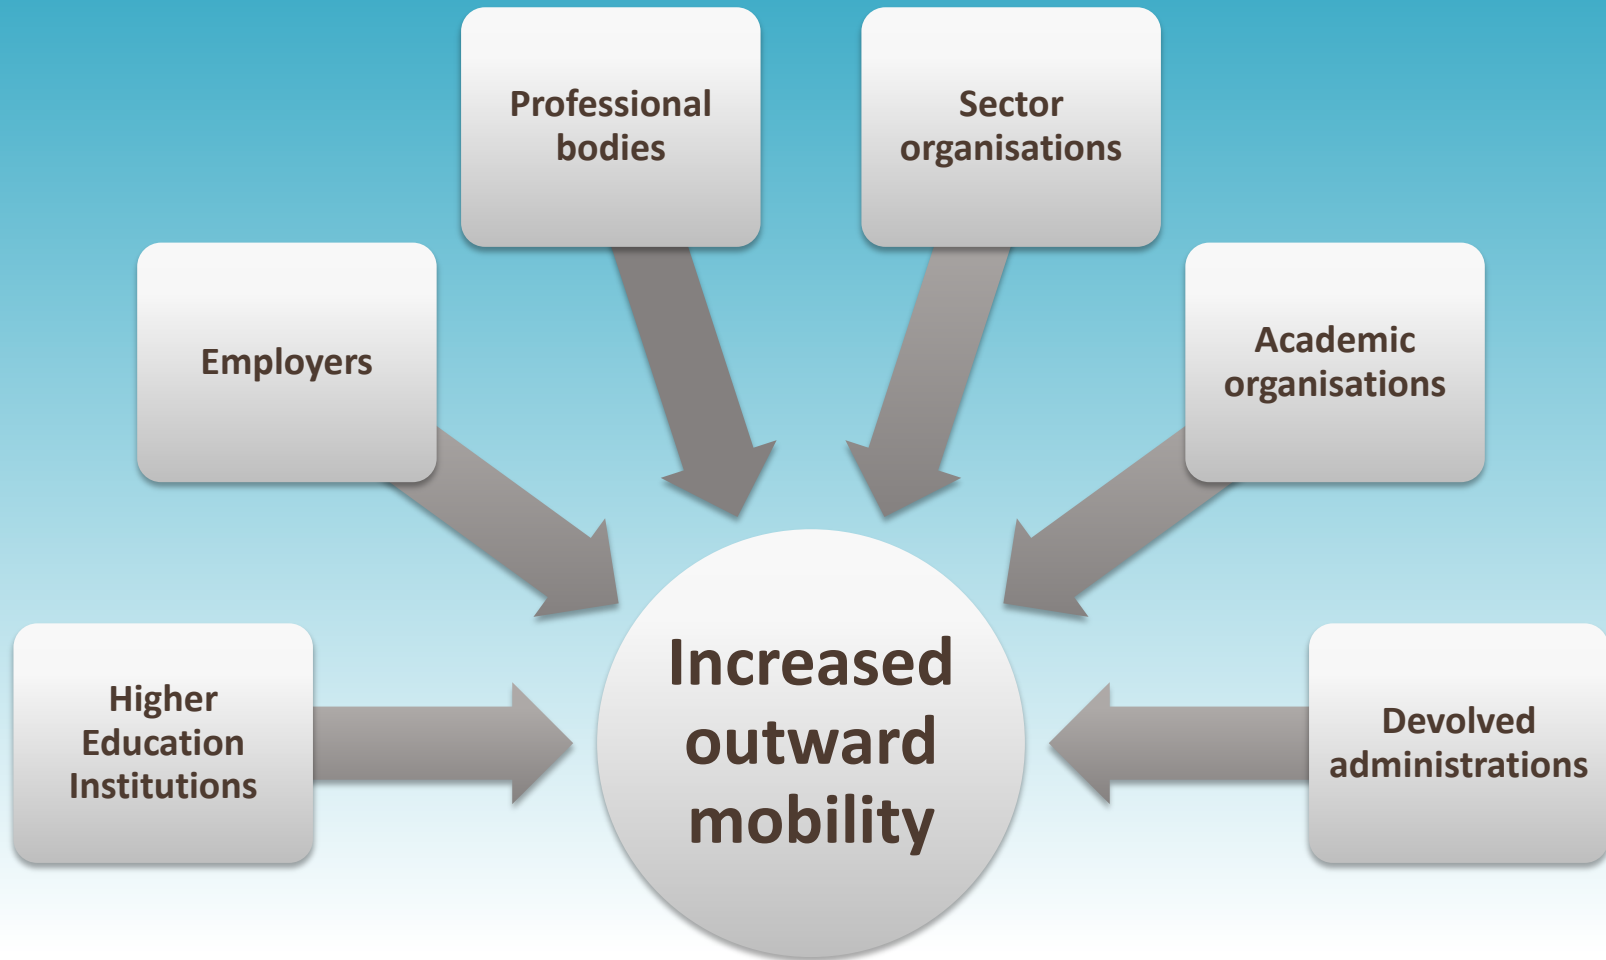 Professional
bodies
Sector
organisations
Employers
Academic
organisations
Higher
Education
Institutions
Increased
outward
mobility
Devolved
administrations